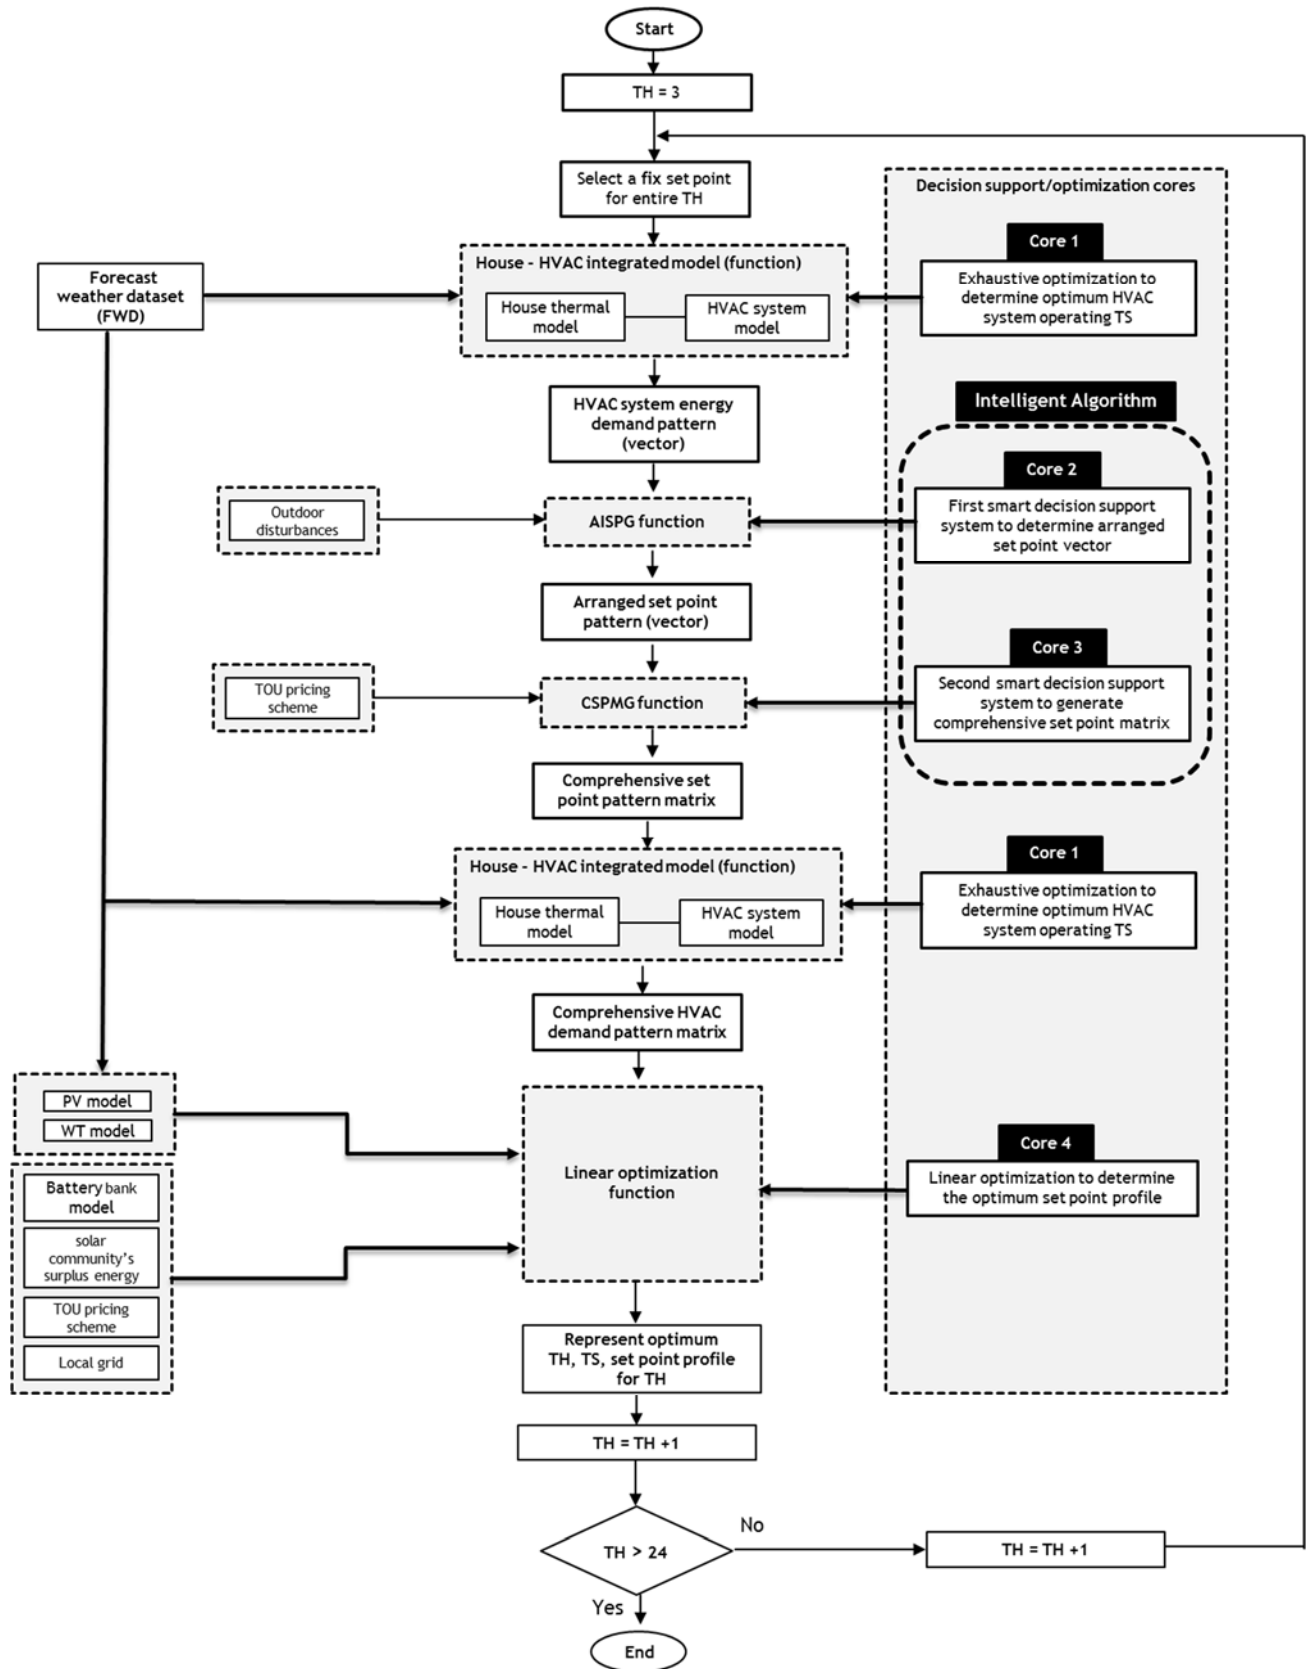 Start
TH = 3
Select a fix set point
for entire TH
Decision support/optimization cores
Core 1
Exhaustive optimization to
determine optimum HVAC
system operating TS
House – HVAC integrated model (function)
House thermal
model
HVAC system
model
Forecast
weather dataset
(FWD)
HVAC system energy
demand pattern
(vector)
Intelligent Algorithm
Core 2
First smart decision support
system to determine arranged
set point vector
Outdoor
disturbances
AISPG function
Arranged set point
pattern (vector)
Core 3
Second smart decision support
system to generate
comprehensive set point matrix
TOU pricing
scheme
CSPMG function
Comprehensive set
point pattern matrix
Core 1
Exhaustive optimization to
determine optimum HVAC
system operating TS
House – HVAC integrated model (function)
House thermal
model
HVAC system
model
Comprehensive HVAC
demand pattern matrix
PV model
WT model
Battery bank
model
solar
community's
surplus energy
TOU pricing
scheme
Local grid
Linear optimization
function
Core 4
Linear optimization to determine
the optimum set point profile
Represent optimum
TH, TS, set point profile
for TH
TH = TH +1
TH > 24
No
TH = TH +1
Yes
End